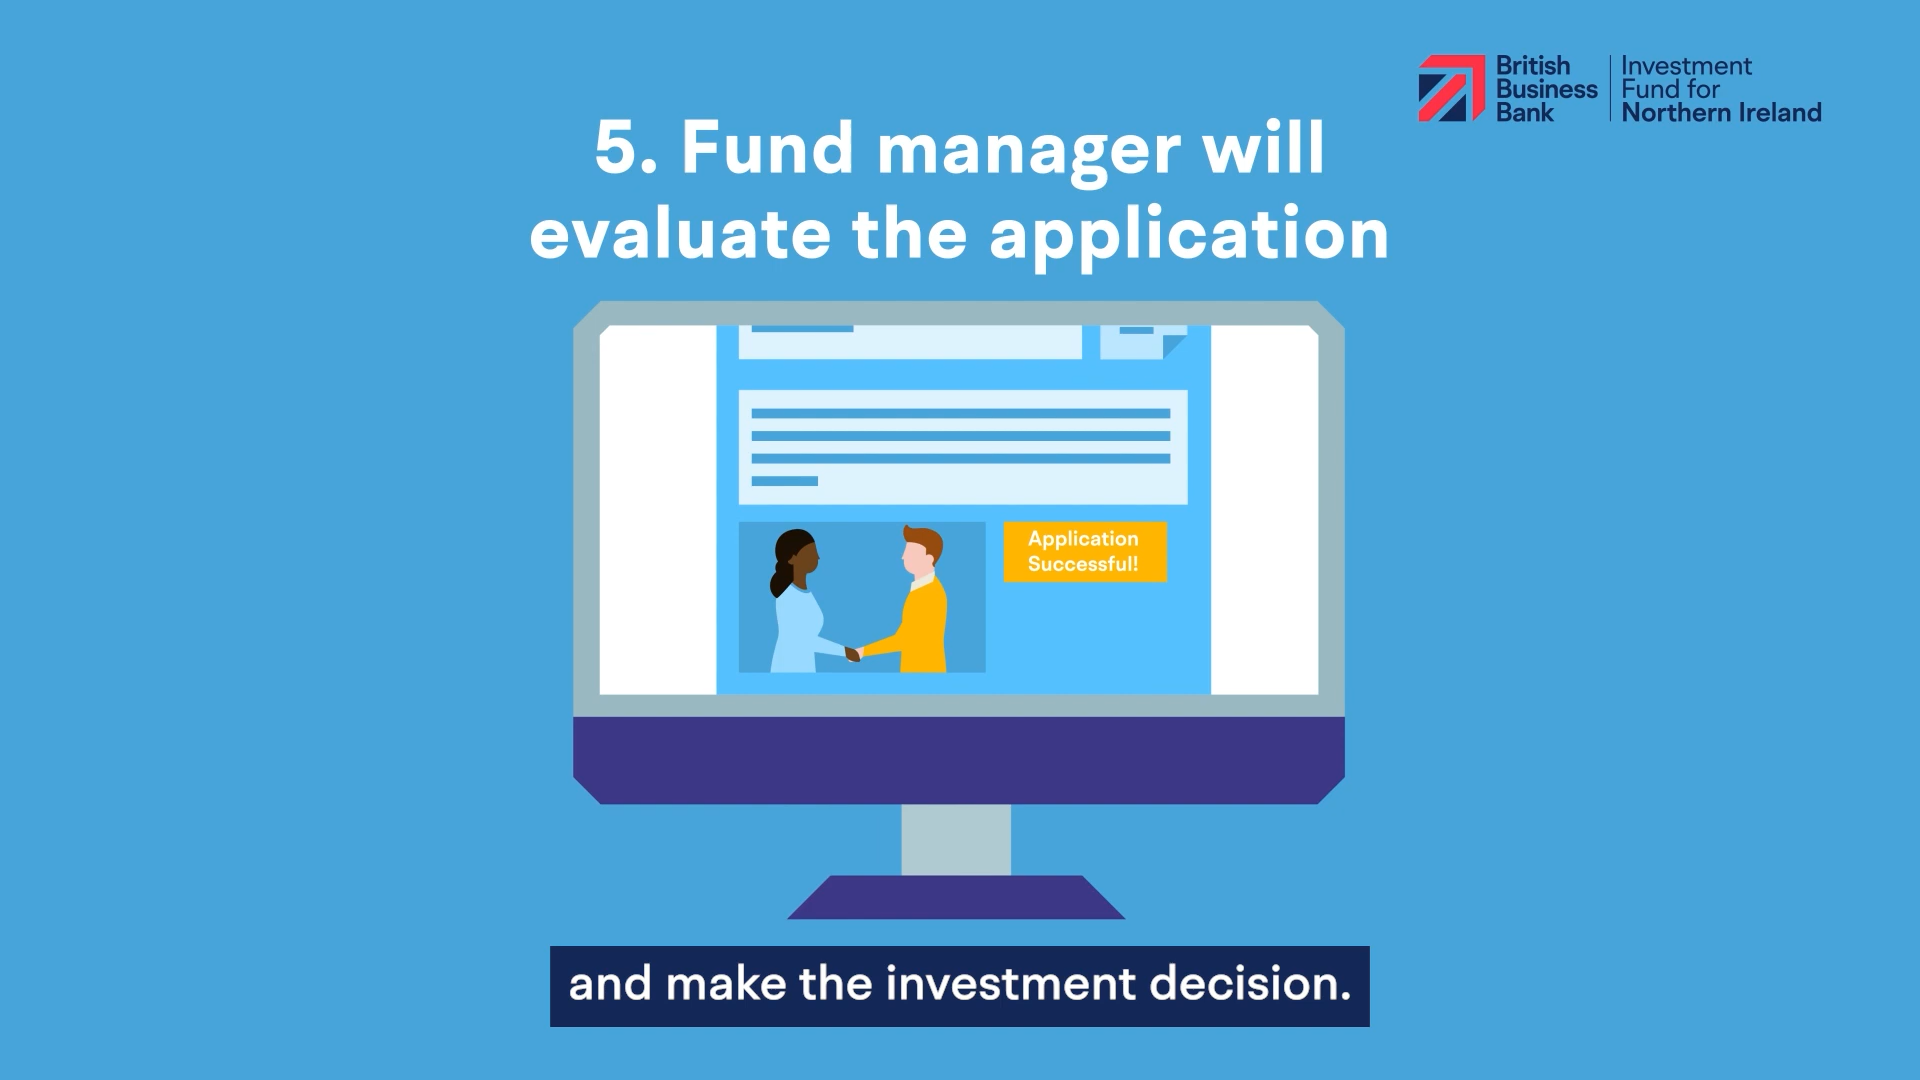 British
Business
Bank
Investment
Fund for
Northern Ireland
5. Fund manager will
evaluate the application
Application
Successful!
and make the investment decision.